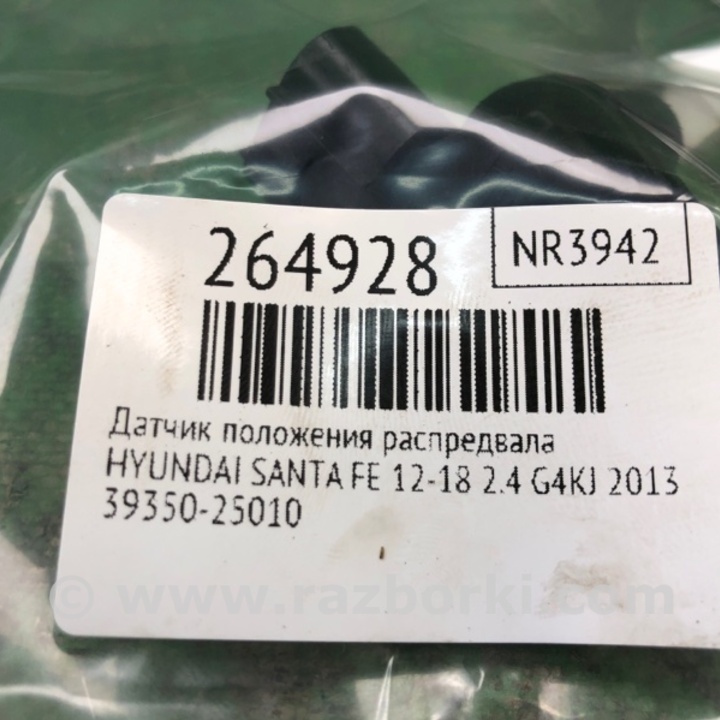 264928
NR3942
Датчик положения распредвала
HYUNDAI SANTA FE 12-18 2.4 G4KJ 2013
39350-25010
© www.razborki.com